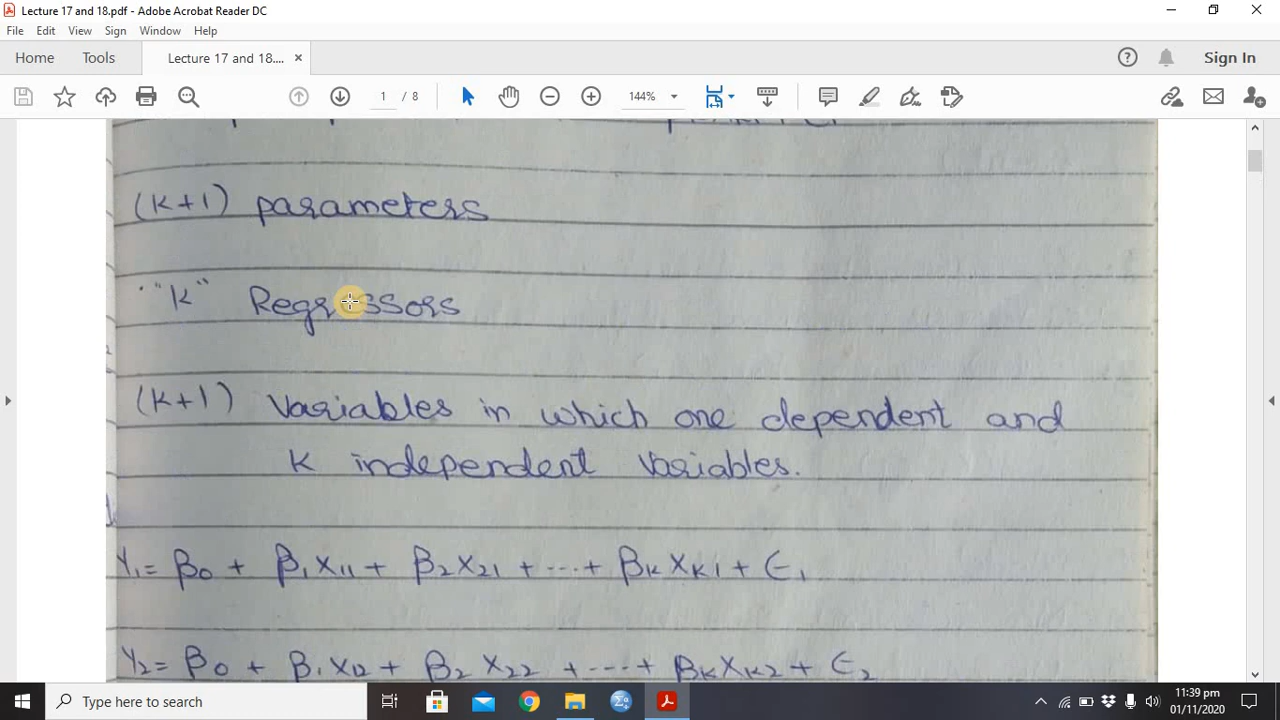 Lecture 17 and 18.pdf - Adobe Acrobat Reader DC
File Edit View Sign Window Help
Home Tools Lecture 17 and 18.... × Sign In
1 / 8 144%
(K+1) parameters
"K" Regressors
(K+1) Variables in which one dependent and
K independent Variables.
Y₁= β₀ + β₁X₁₁ + β₂X₂₁ + ... + βₖXₖ₁ + ϵ₁
Y₂= β₀ + β₁X₁₂ + β₂X₂₂ + ... + βₖXₖ₂ + ϵ₂
Type here to search
11:39 pm
01/11/2020